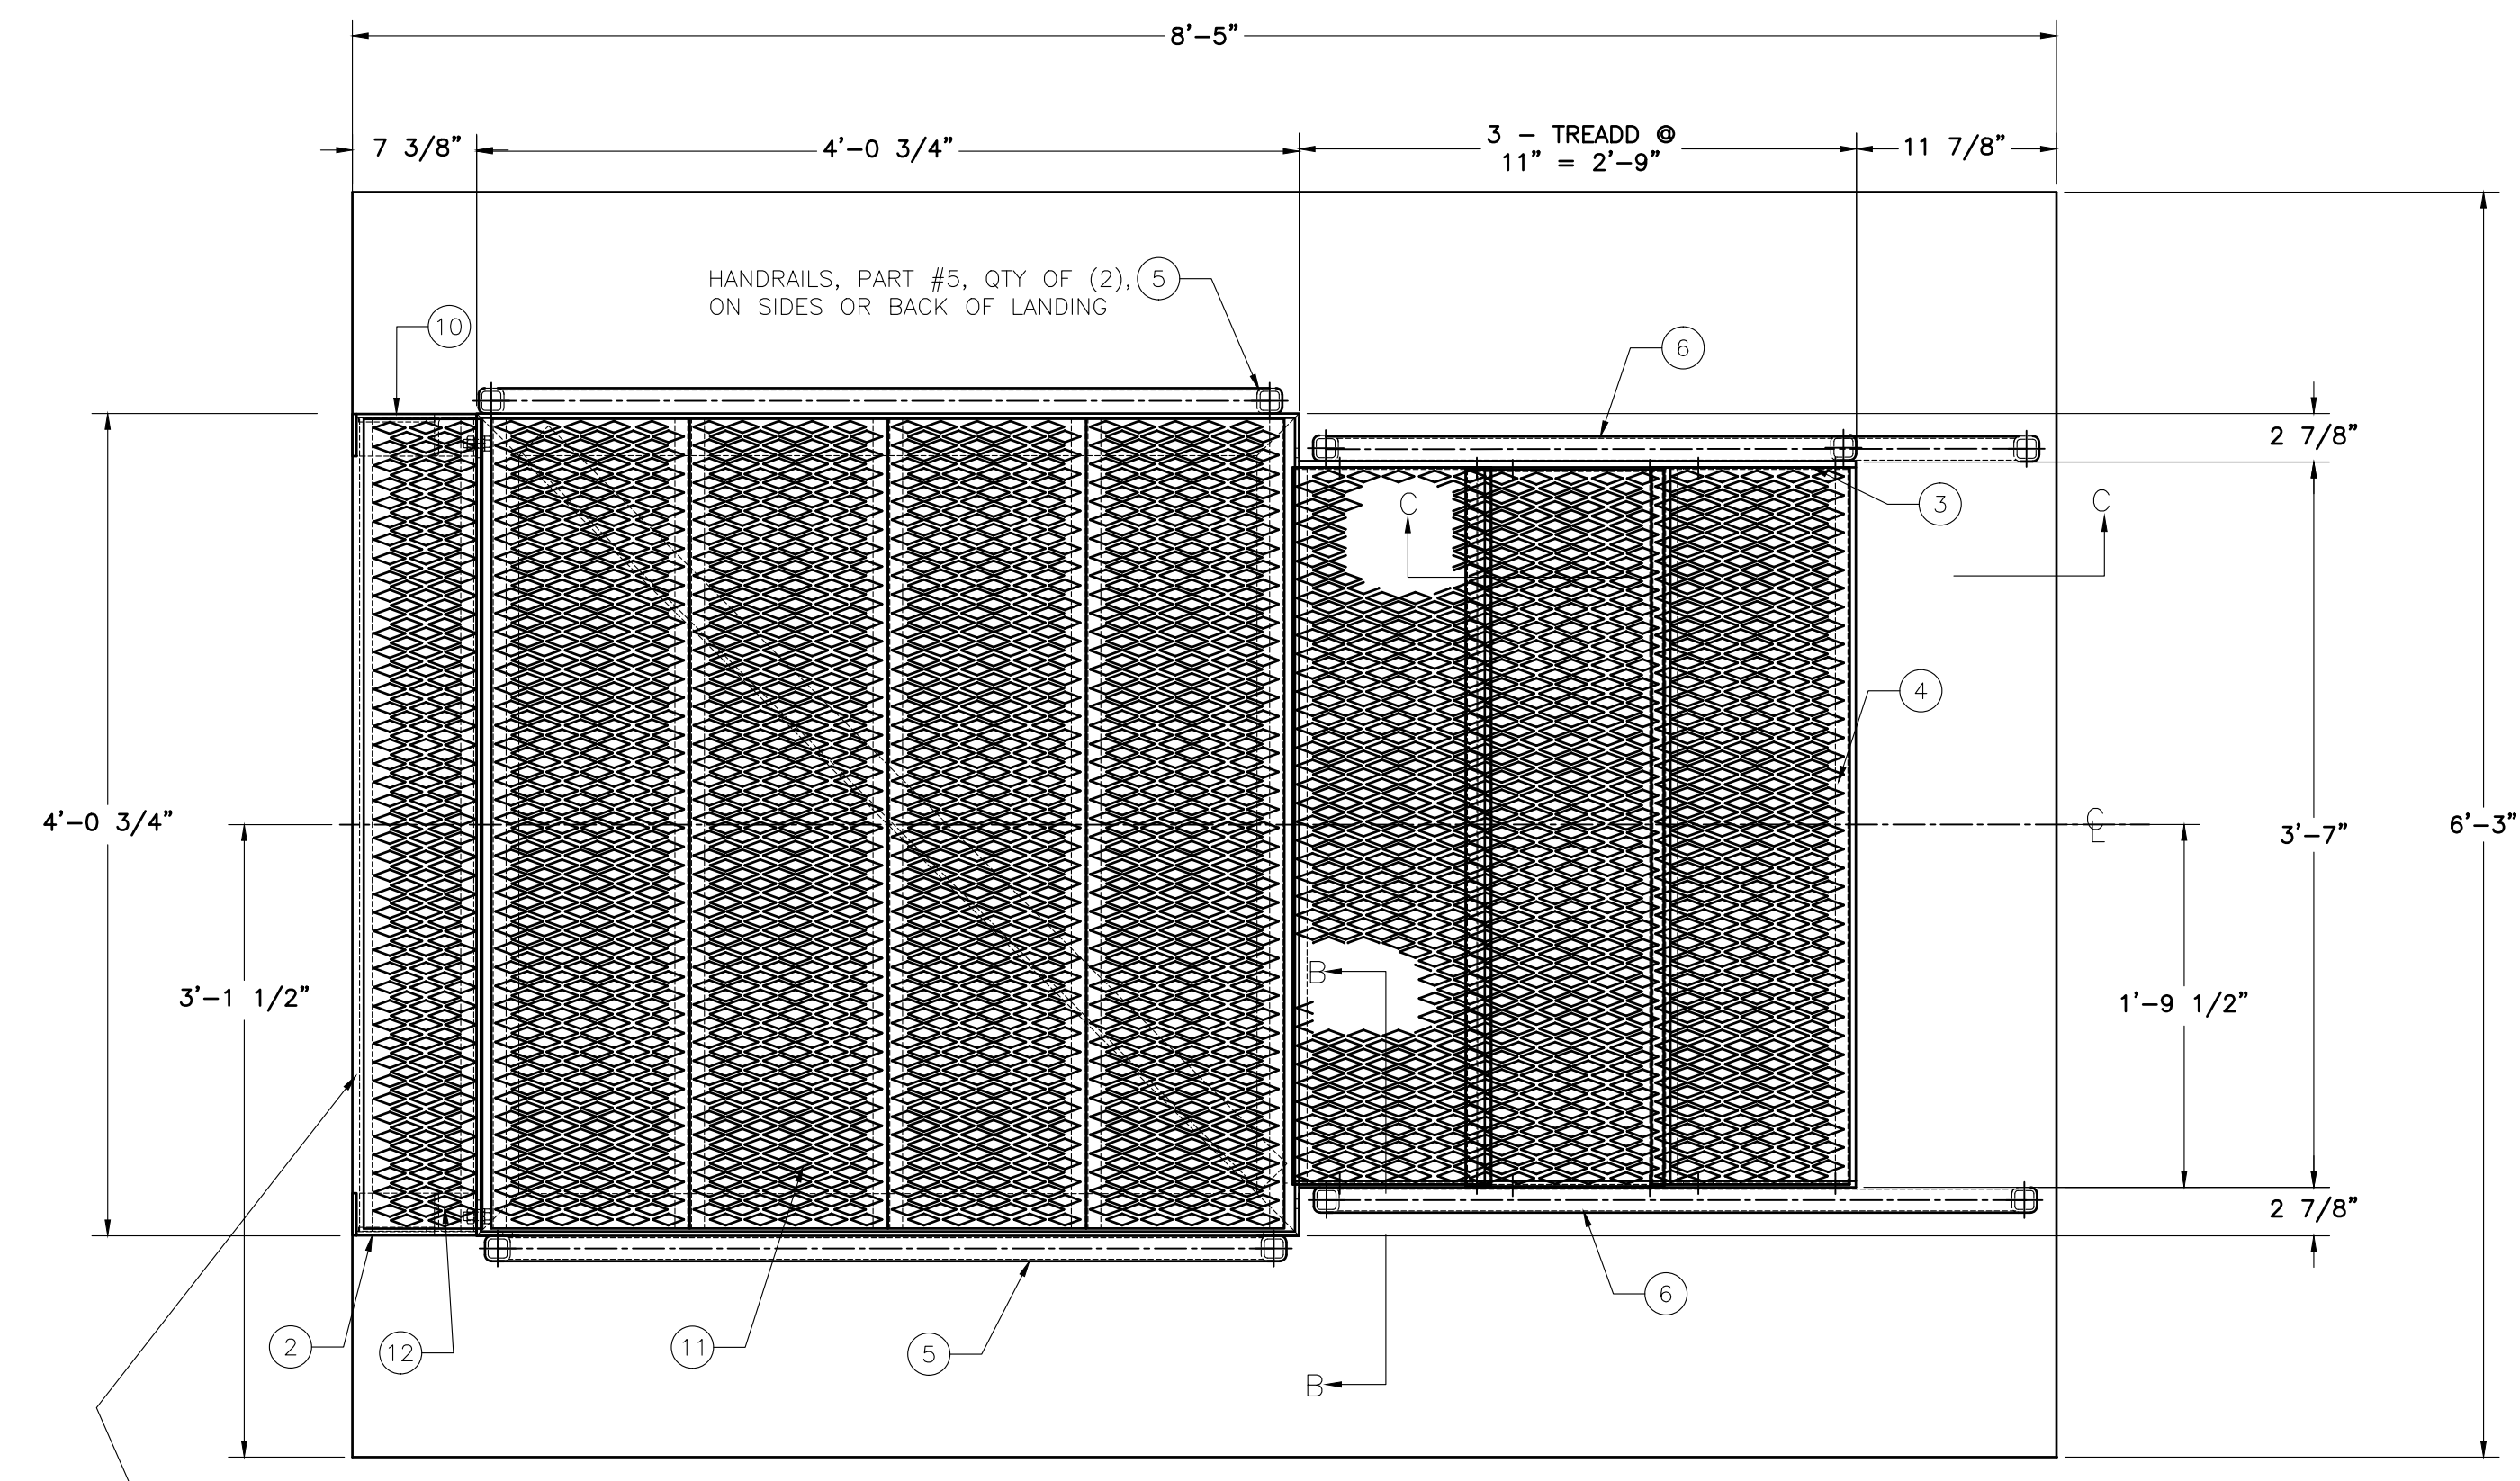 8'-5"
7 3/8"
4'-0 3/4"
3 - TREADD @
11" = 2'-9"
11 7/8"
HANDRAILS, PART #5, QTY OF (2),
ON SIDES OR BACK OF LANDING
5
10
6
2 7/8"
C
3
C
4
4'-0 3/4"
CL
3'-7"
6'-3"
B
3'-1 1/2"
1'-9 1/2"
2 7/8"
6
2
12
11
5
B